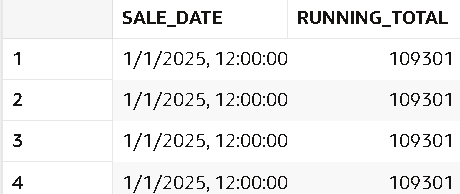 SALE_DATE RUNNING_TOTAL
1 1/1/2025, 12:00:00 109301
2 1/1/2025, 12:00:00 109301
3 1/1/2025, 12:00:00 109301
4 1/1/2025, 12:00:00 109301